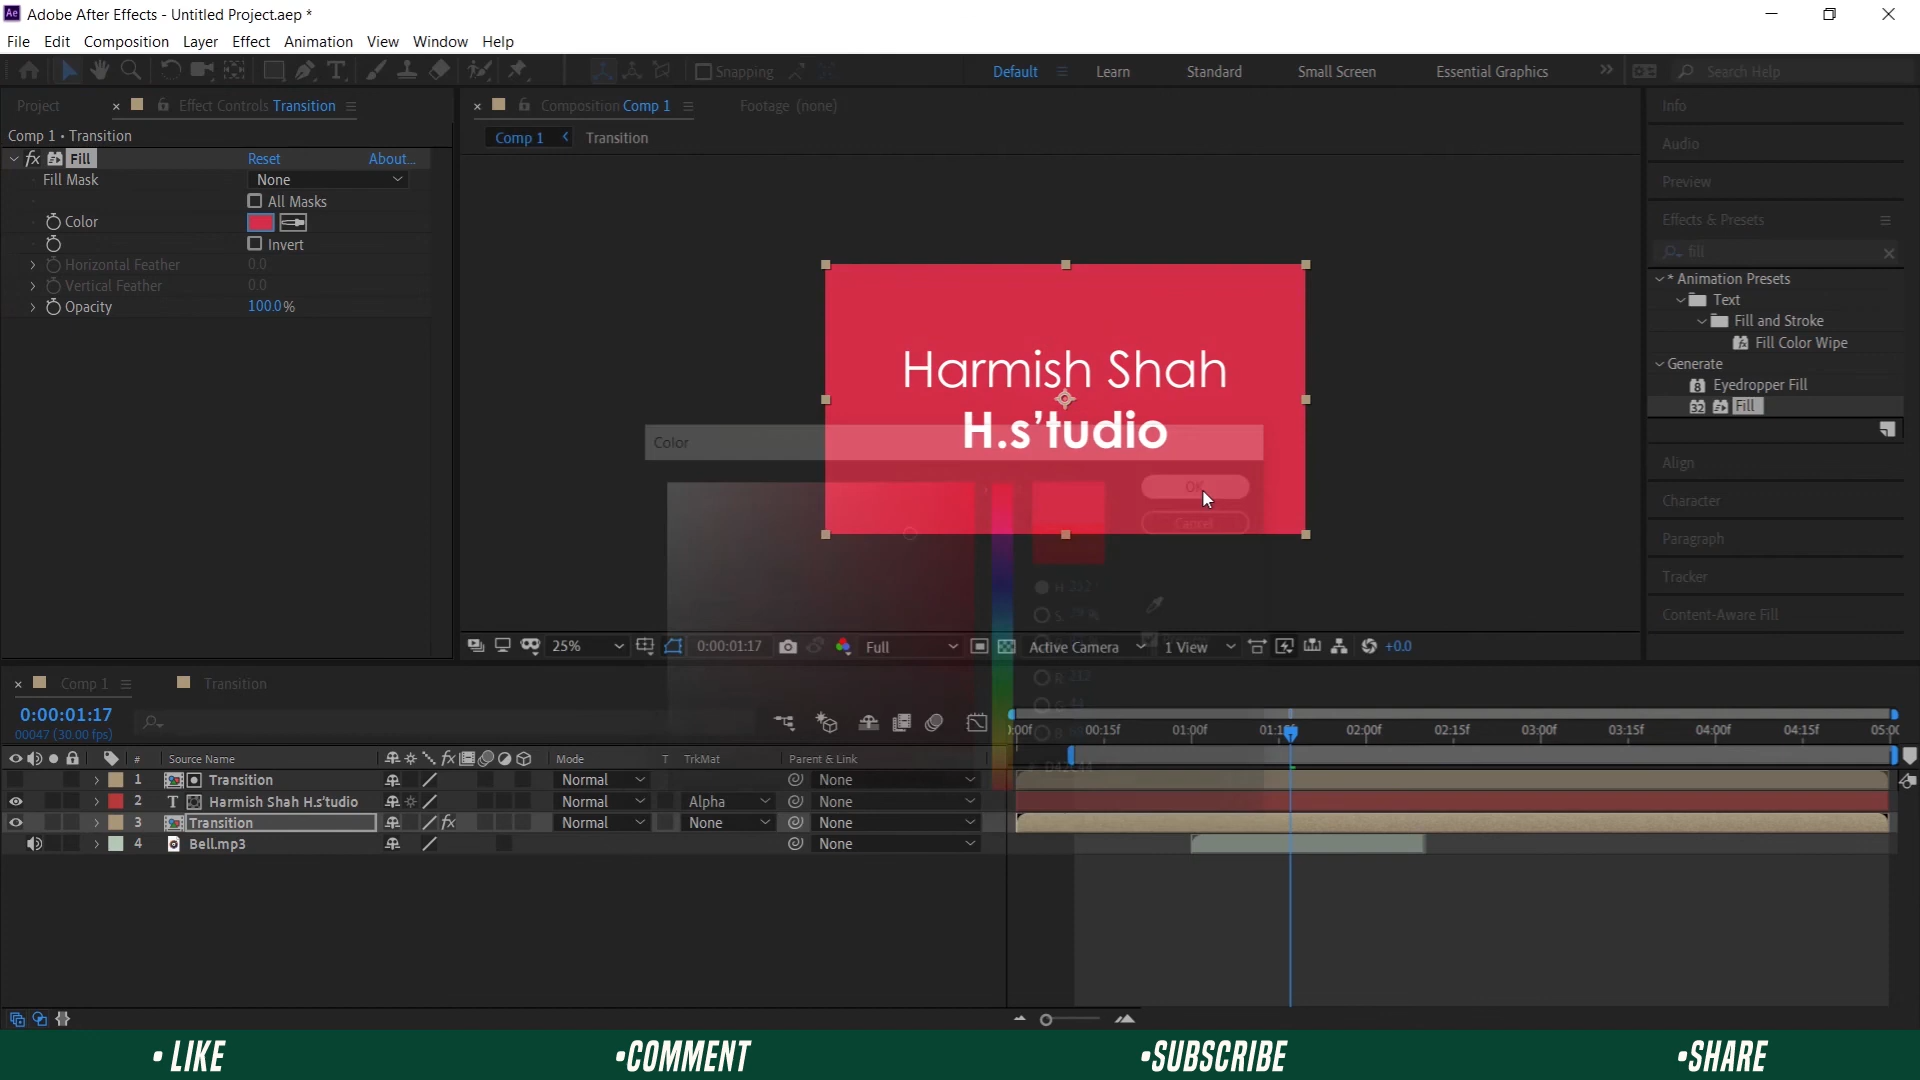 Adobe After Effects - Untitled Project.aep *
File Edit Composition Layer Effect Animation View Window Help
Snapping Default Learn Standard Small Screen Essential Graphics Search Help
Project Effect Controls Transition
Comp 1 • Transition
fx Fill Reset About...
Fill Mask None
All Masks
Color
Invert
Horizontal Feather 0.0
Vertical Feather 0.0
Opacity 100.0 %
Composition Comp 1 Footage (none)
Comp 1 Transition
Harmish Shah
H.s'tudio
Color
OK
Cancel
H
S
R 212
G 44
B
25% 0:00:01:17 Full Active Camera 1 View +0.0
Info
Audio
Preview
Effects & Presets
fill
* Animation Presets
Text
Fill and Stroke
Fill Color Wipe
Generate
Eyedropper Fill
Fill
Align
Character
Paragraph
Tracker
Content-Aware Fill
Comp 1 Transition
0:00:01:17
00047 (30.00 fps)
:00f 00:15f 01:00f 02:00f 02:15f 03:00f 03:15f 04:00f 04:15f
# Source Name Mode T TrkMat Parent & Link
1 Transition Normal None
2 T Harmish Shah H.s'tudio Normal Alpha None
3 Transition fx Normal None None
4 Bell.mp3 None
• LIKE •COMMENT •SUBSCRIBE •SHARE